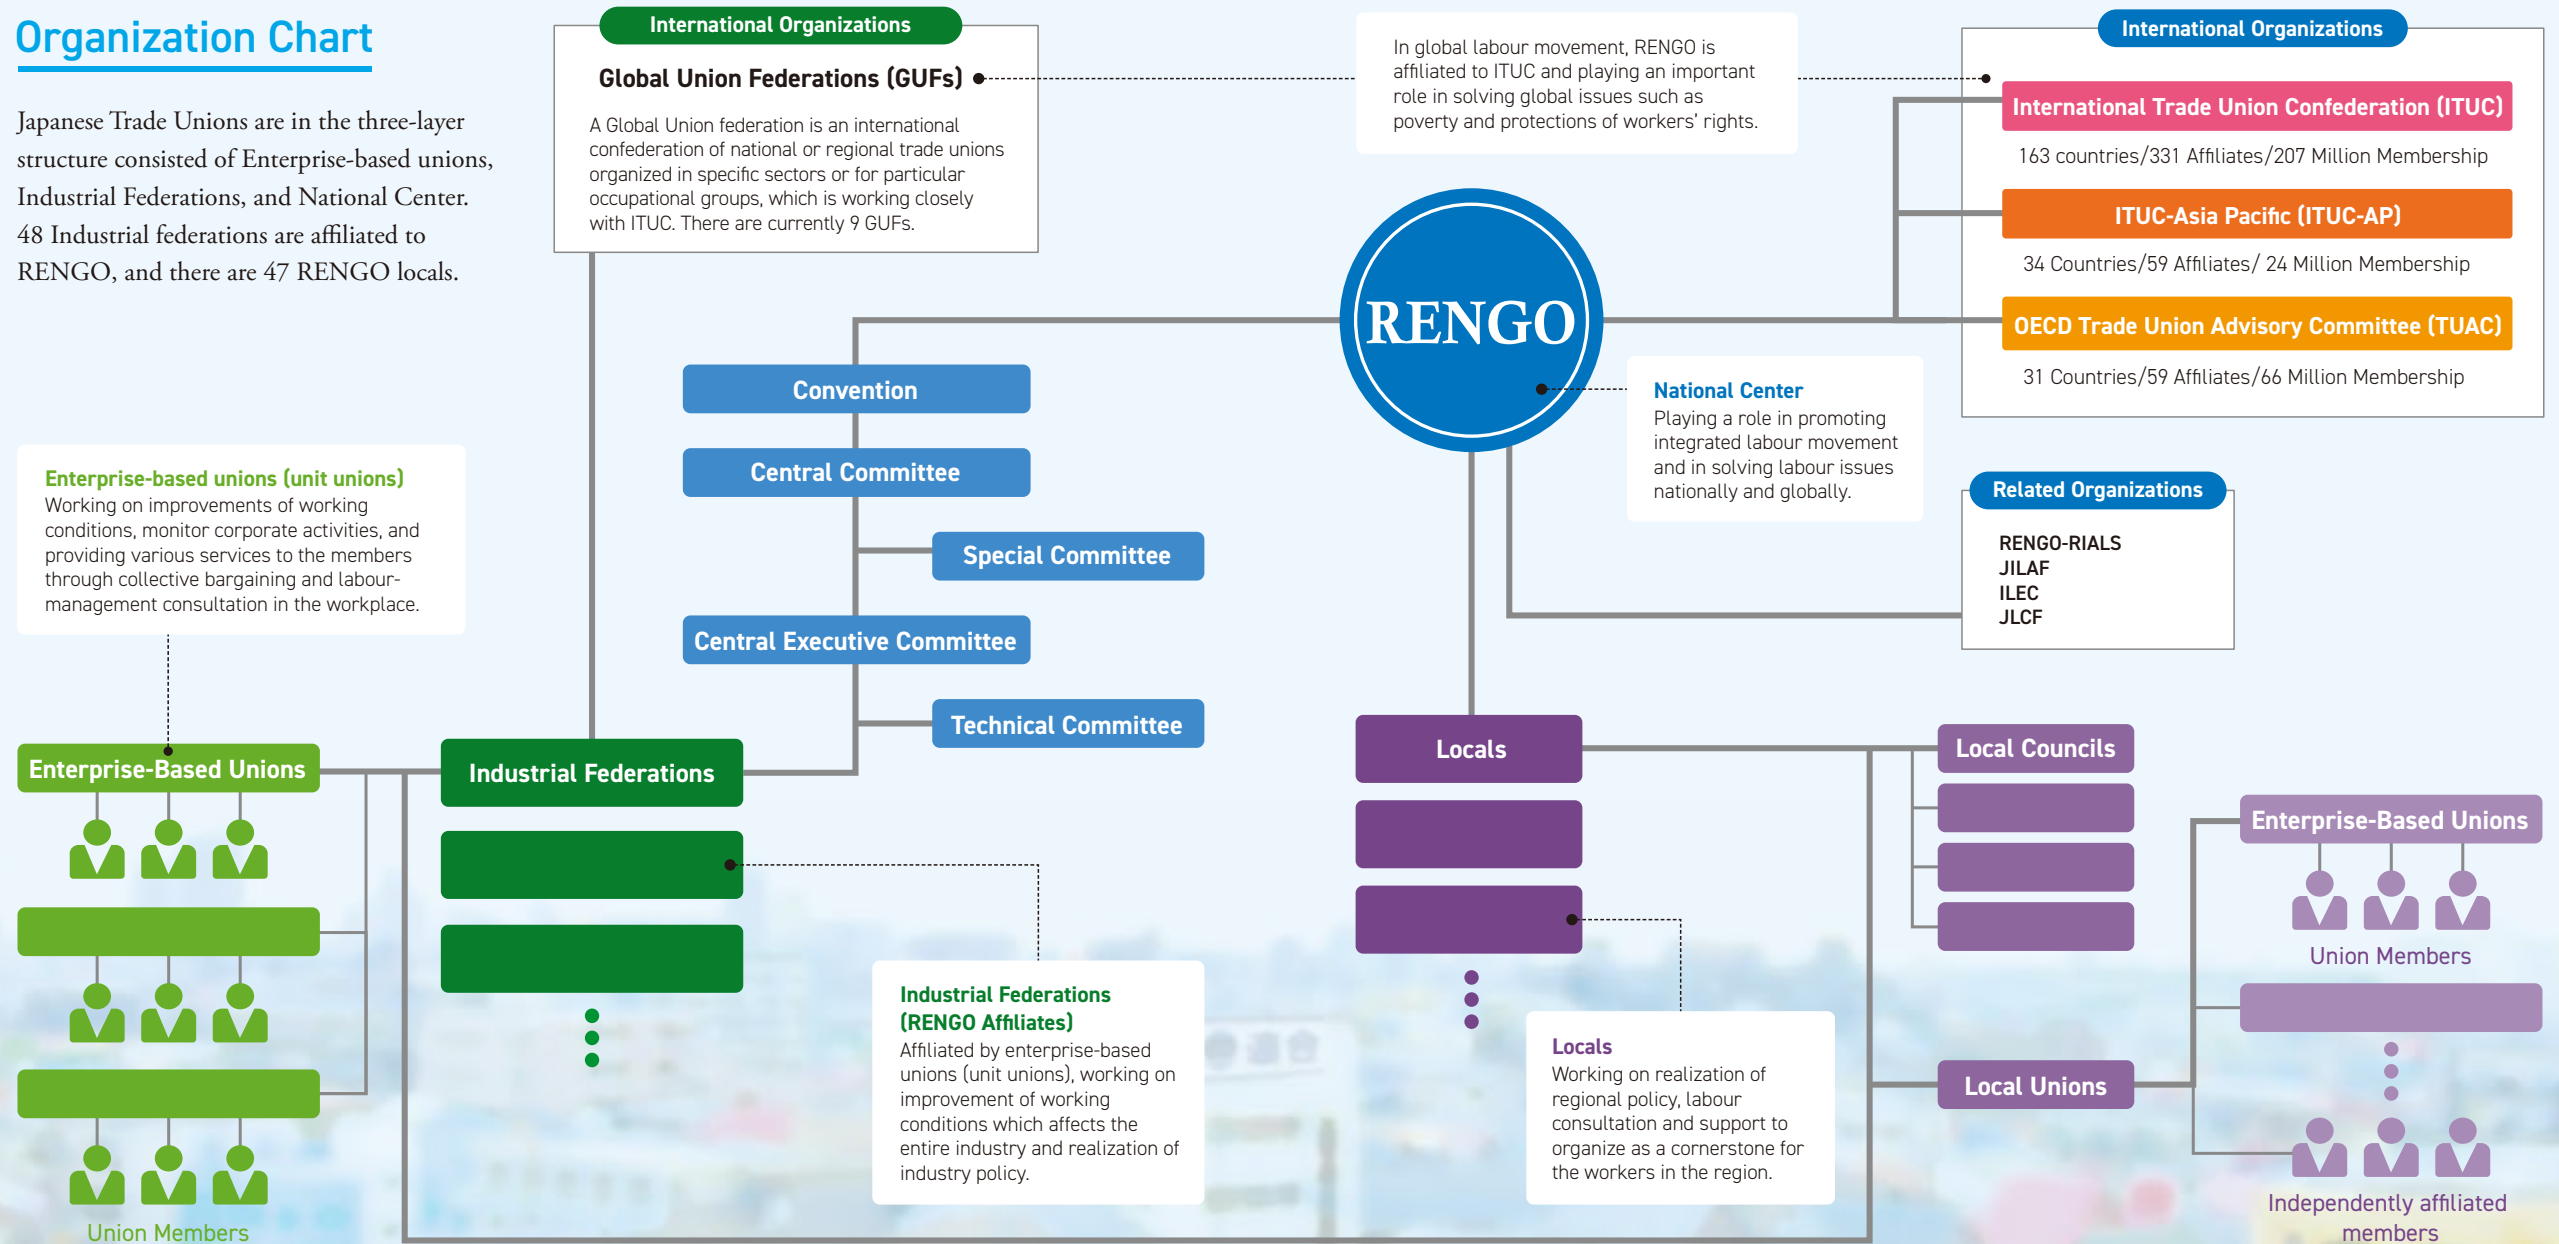 Organization Chart
Japanese Trade Unions are in the three-layer
structure consisted of Enterprise-based unions,
Industrial Federations, and National Center.
48 Industrial federations are affiliated to
RENGO, and there are 47 RENGO locals.
International Organizations
Global Union Federations (GUFs)
A Global Union federation is an international
confederation of national or regional trade unions
organized in specific sectors or for particular
occupational groups, which is working closely
with ITUC. There are currently 9 GUFs.
In global labour movement, RENGO is
affiliated to ITUC and playing an important
role in solving global issues such as
poverty and protections of workers' rights.
International Organizations
International Trade Union Confederation (ITUC)
163 countries/331 Affiliates/207 Million Membership
ITUC-Asia Pacific (ITUC-AP)
34 Countries/59 Affiliates/ 24 Million Membership
OECD Trade Union Advisory Committee (TUAC)
31 Countries/59 Affiliates/66 Million Membership
RENGO
National Center
Playing a role in promoting
integrated labour movement
and in solving labour issues
nationally and globally.
Related Organizations
RENGO-RIALS
JILAF
ILEC
JLCF
Convention
Central Committee
Special Committee
Central Executive Committee
Technical Committee
Enterprise-based unions (unit unions)
Working on improvements of working
conditions, monitor corporate activities, and
providing various services to the members
through collective bargaining and labour-
management consultation in the workplace.
Enterprise-Based Unions
Union Members
Industrial Federations
Industrial Federations
(RENGO Affiliates)
Affiliated by enterprise-based
unions (unit unions), working on
improvement of working
conditions which affects the
entire industry and realization of
industry policy.
Locals
Locals
Working on realization of
regional policy, labour
consultation and support to
organize as a cornerstone for
the workers in the region.
Local Councils
Local Unions
Enterprise-Based Unions
Union Members
Independently affiliated
members